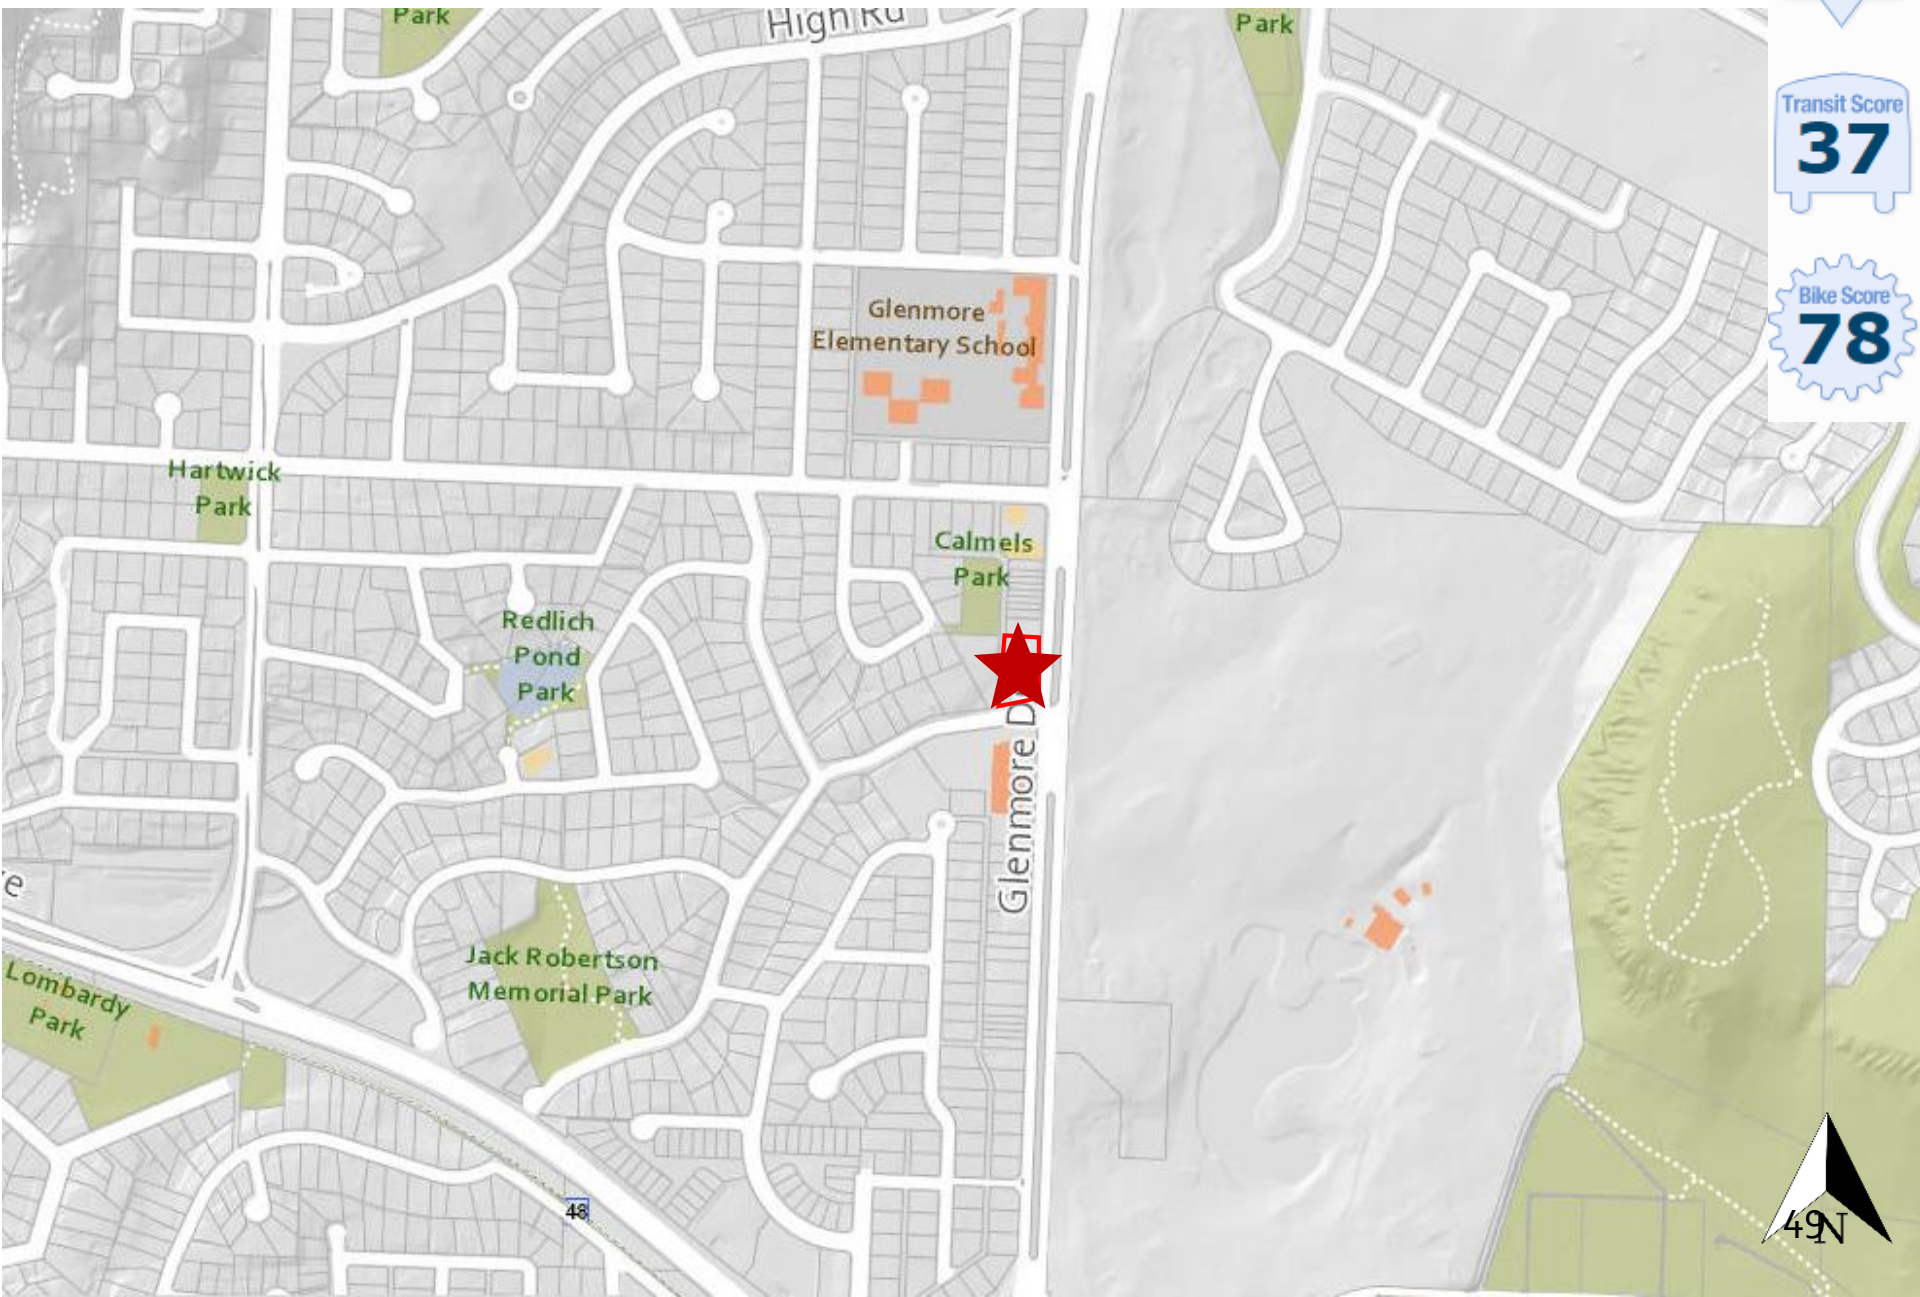 Park
High Rd
Park
Transit Score
37
Bike Score
78
Glenmore
Elementary School
Hartwick
Park
Calmels
Park
Redlich
Pond
Park
Glenmore D
Jack Robertson
Memorial Park
Lombardy
Park
48
49
N